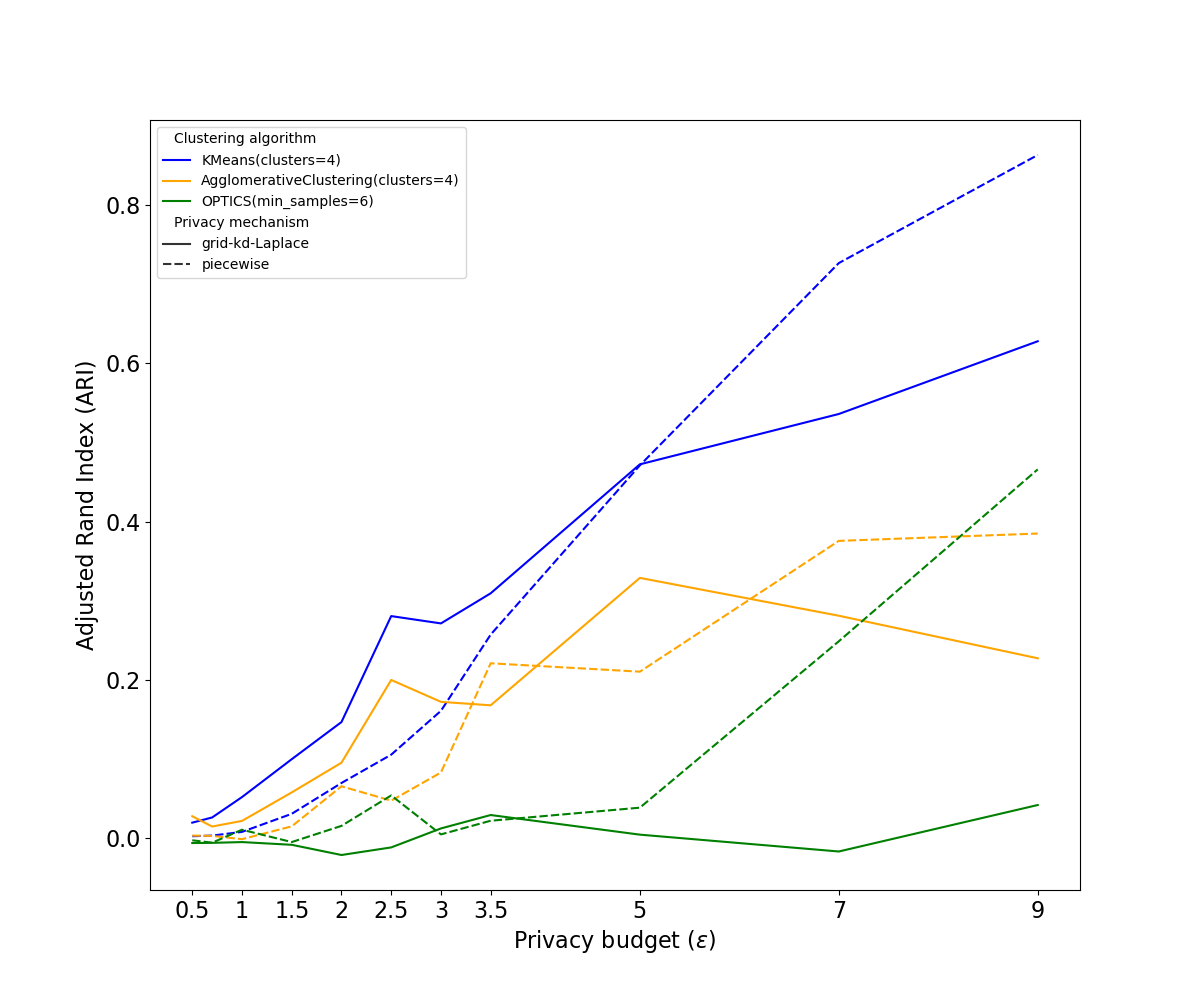 Clustering algorithm
KMeans(clusters=4)
AgglomerativeClustering(clusters=4)
OPTICS(min_samples=6)
Privacy mechanism
grid-kd-Laplace
piecewise
Adjusted Rand Index (ARI)
0.8
0.6
0.4
0.2
0.0
0.5 1 1.5 2 2.5 3 3.5 5 7 9
Privacy budget (ε)